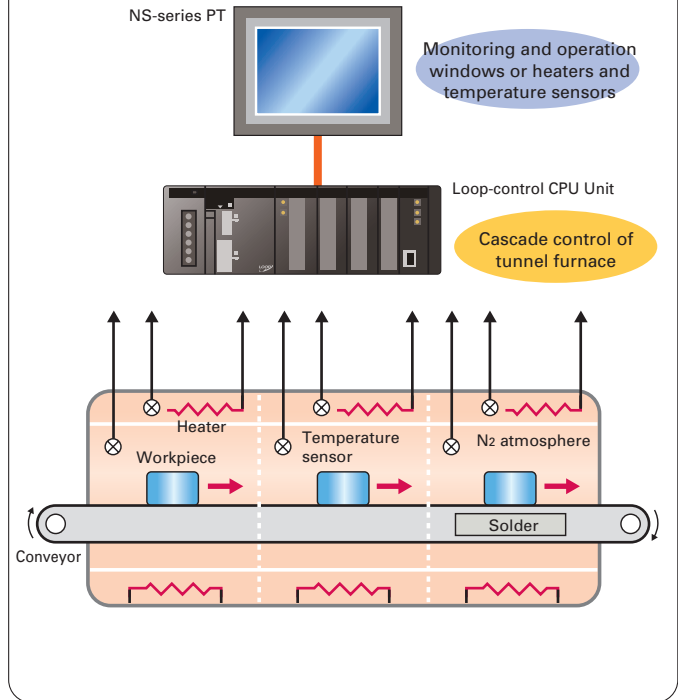 NS-series PT
Monitoring and operation
windows or heaters and
temperature sensors
Loop-control CPU Unit
Cascade control of
tunnel furnace
Heater
Temperature
sensor
N2 atmosphere
Workpiece
Solder
Conveyor